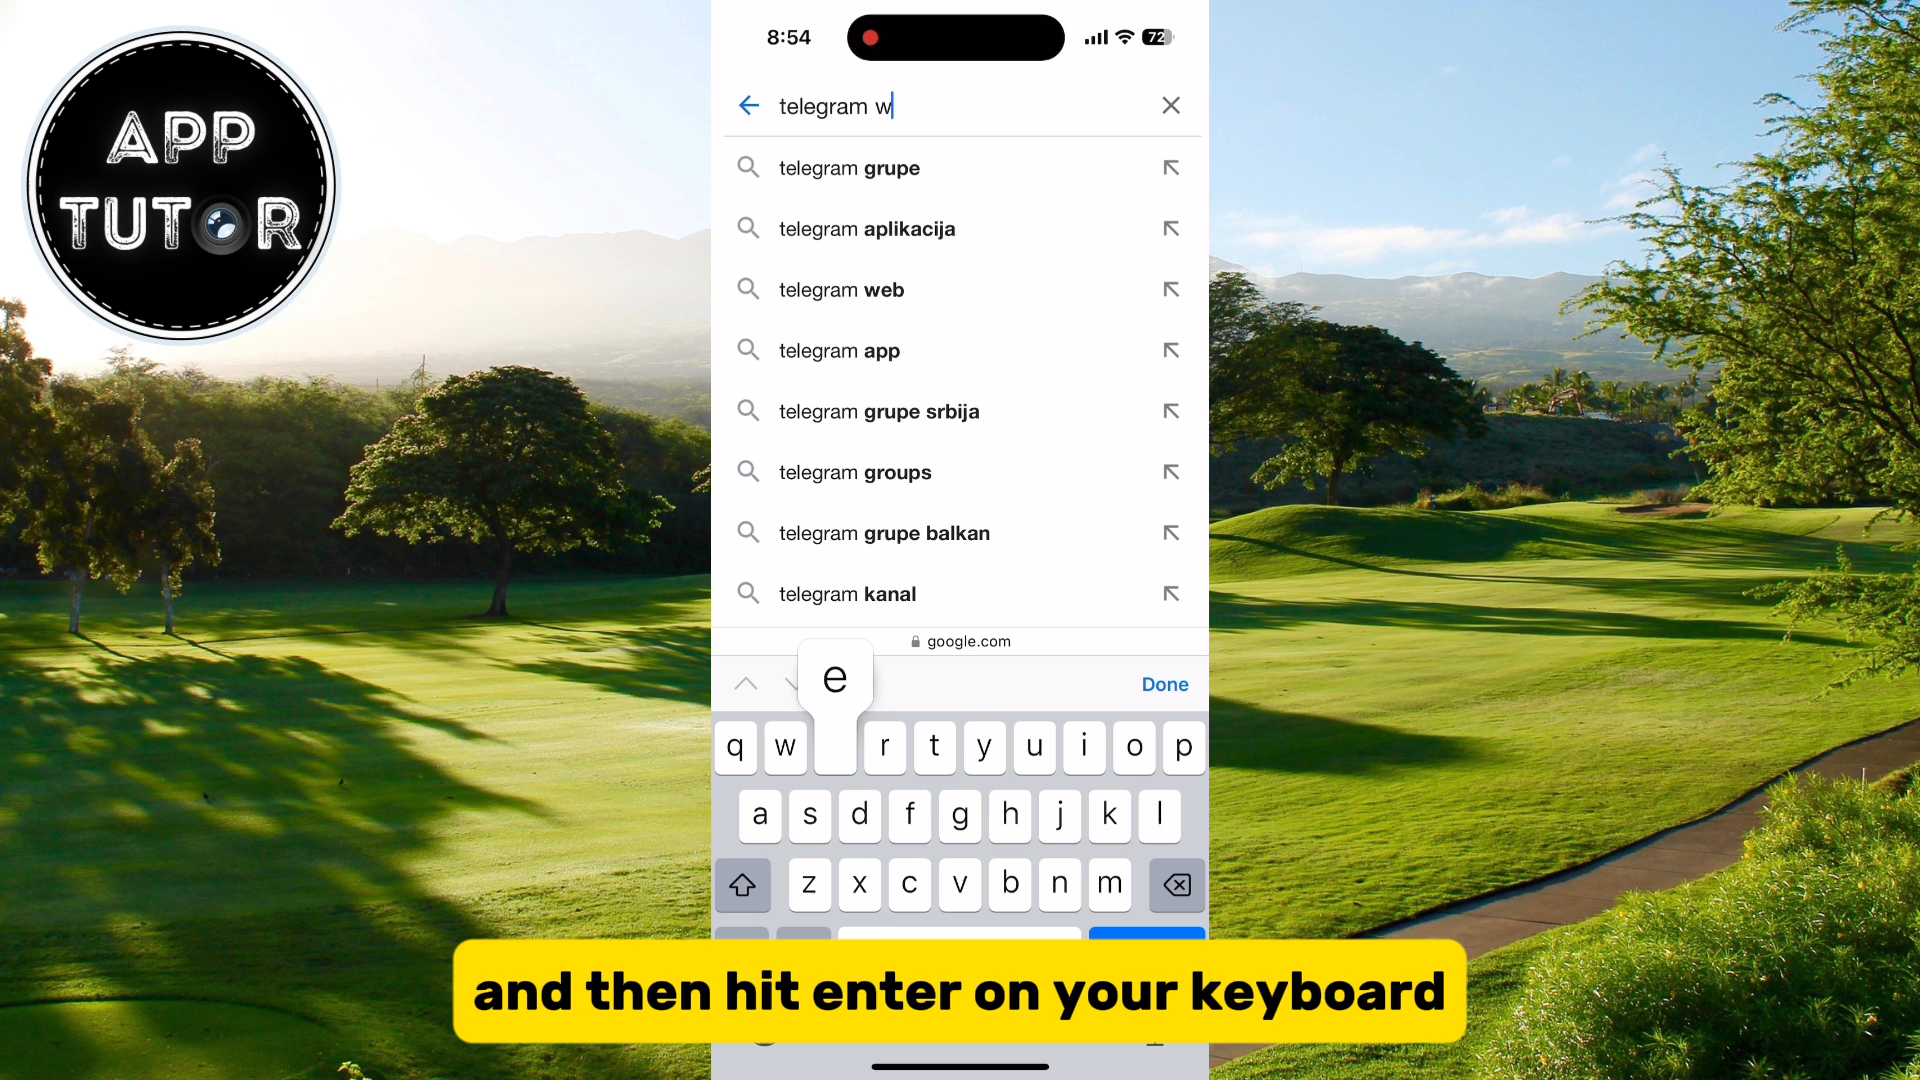 APP
TUTOR
8:54
72
telegram w
telegram grupe
telegram aplikacija
telegram web
telegram app
telegram grupe srbija
telegram groups
telegram grupe balkan
telegram kanal
google.com
e
Done
q w r t y u i o p
a s d f g h j k l
z x c v b n m
and then hit enter on your keyboard